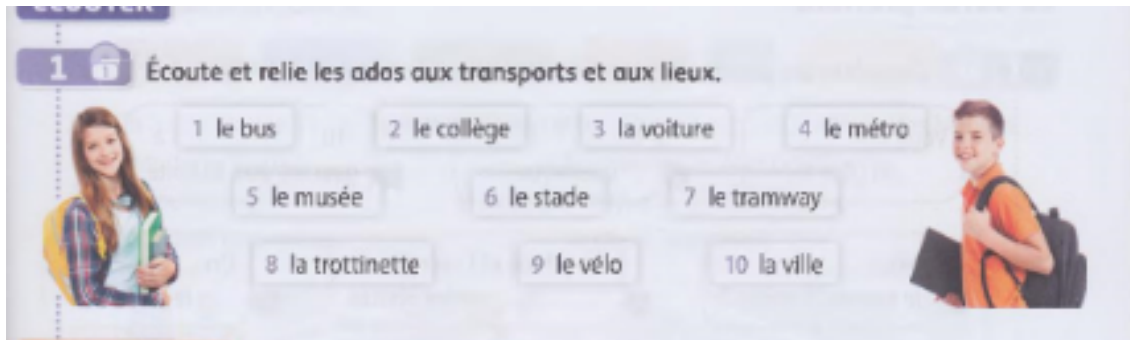 ÉCOUTER
1 1 Écoute et relie les ados aux transports et aux lieux.
1 le bus 2 le collège 3 la voiture 4 le métro
5 le musée 6 le stade 7 le tramway
8 la trottinette 9 le vélo 10 la ville